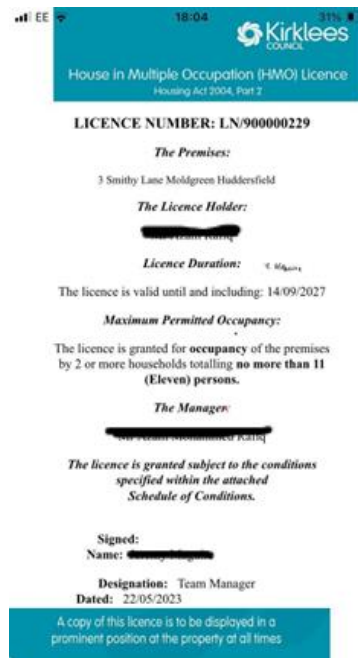 EE 18:04 31%
Kirklees
COUNCIL
House in Multiple Occupation (HMO) Licence
Housing Act 2004, Part 2
LICENCE NUMBER: LN/900000229
The Premises:
3 Smithy Lane Moldgreen Huddersfield
The Licence Holder:
Licence Duration:
The licence is valid until and including: 14/09/2027
Maximum Permitted Occupancy:
The licence is granted for occupancy of the premises
by 2 or more households totalling no more than 11
(Eleven) persons.
The Manager
The licence is granted subject to the conditions
specified within the attached
Schedule of Conditions.
Signed:
Name:
Designation: Team Manager
Dated: 22/05/2023
A copy of this licence is to be displayed in a
prominent position at the property at all times